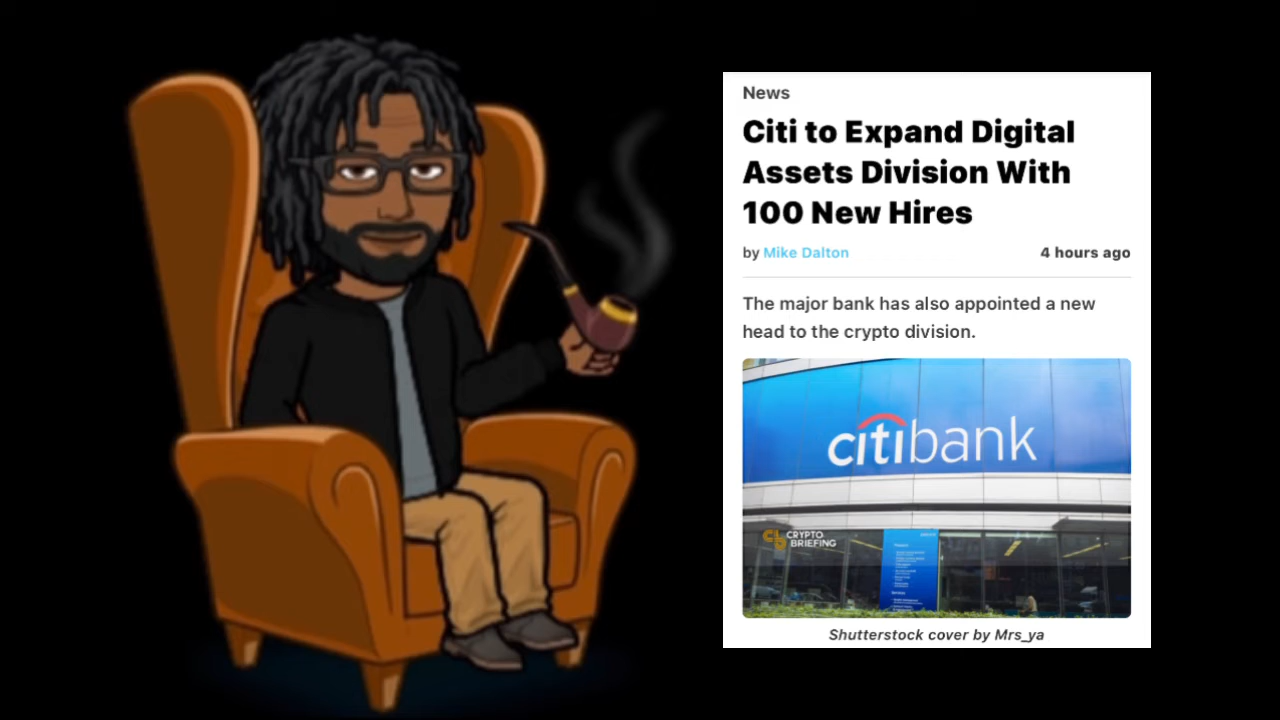 News
Citi to Expand Digital
Assets Division With
100 New Hires
by Mike Dalton 4 hours ago
The major bank has also appointed a new
head to the crypto division.
citibank
CRYPTO
BRIEFING
Shutterstock cover by Mrs_ya